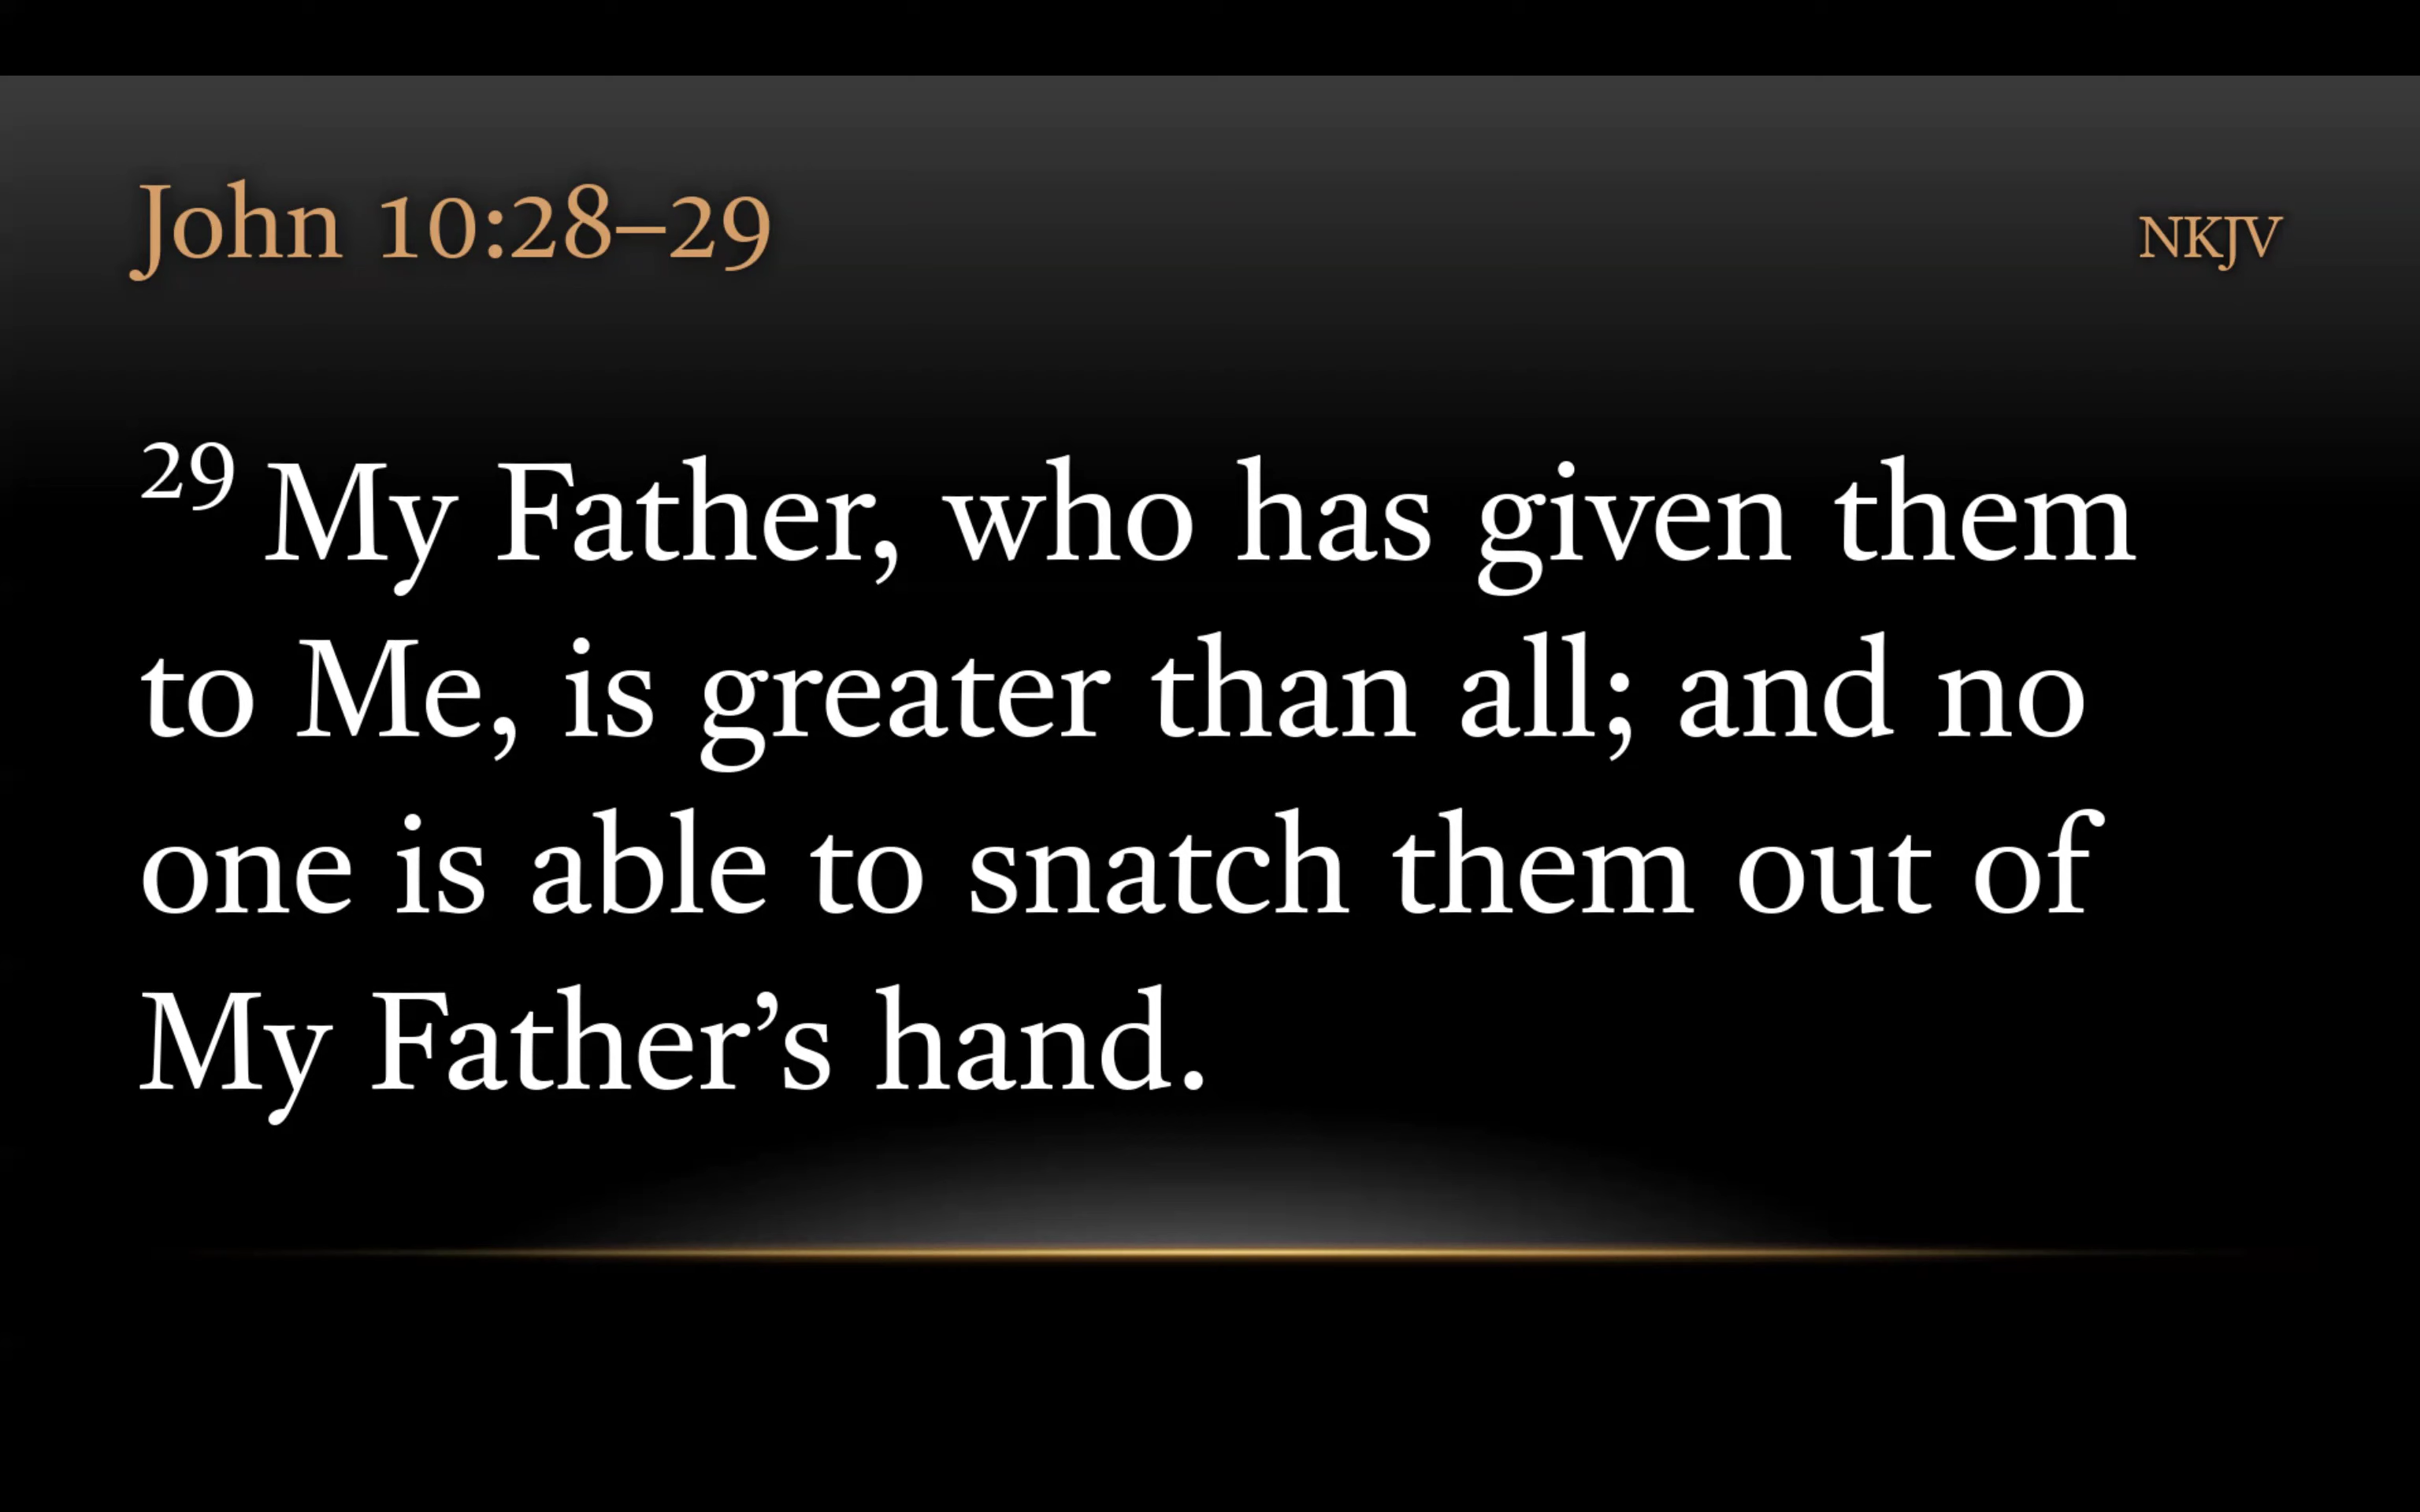 John 10:28–29
NKJV
29 My Father, who has given them
to Me, is greater than all; and no
one is able to snatch them out of
My Father’s hand.